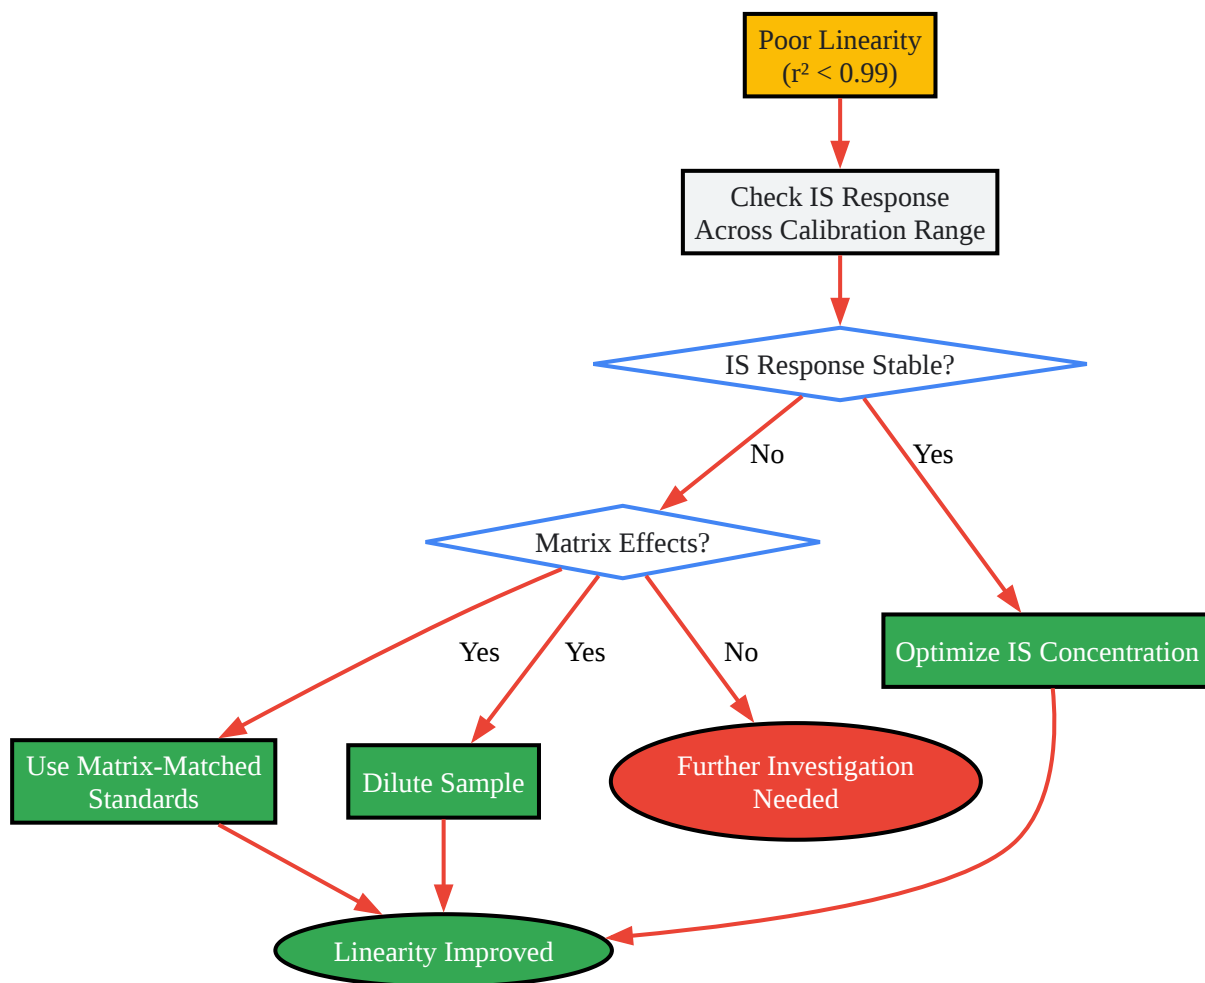 Poor Linearity
(r² < 0.99)
Check IS Response
Across Calibration Range
IS Response Stable?
No
Yes
Matrix Effects?
Yes
Yes
No
Optimize IS Concentration
Use Matrix-Matched
Standards
Dilute Sample
Further Investigation
Needed
Linearity Improved